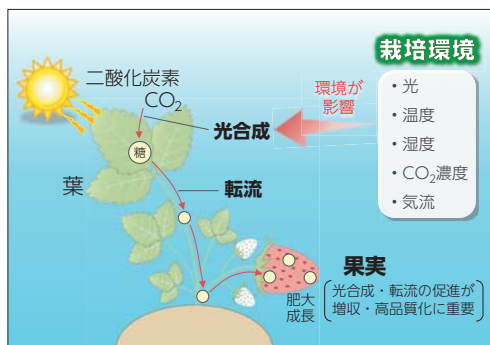 栽培環境
・光
・温度
・湿度
・CO₂濃度
・気流
環境が
影響
二酸化炭素
CO₂
光合成
糖
葉
転流
果実
肥大
成長
光合成・転流の促進が
増収・高品質化に重要